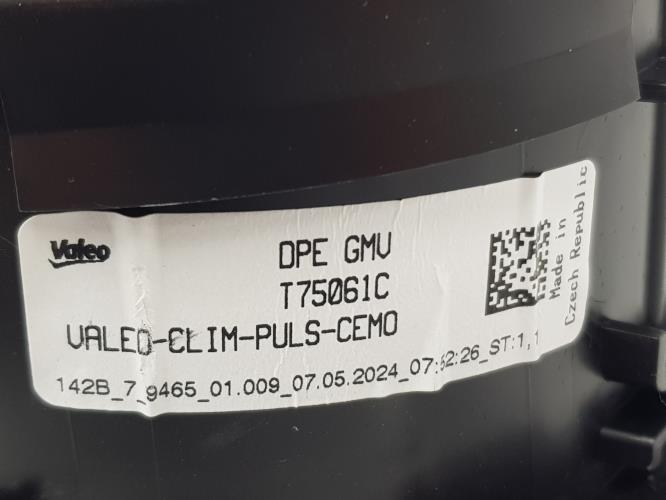 Valeo
DPE GMV
T75061C
VALEO-CLIM-PULS-CEMO
142B_7_9465_01.009_07.05.2024_07:52:26_ST:1,1
Made in
Czech Republic